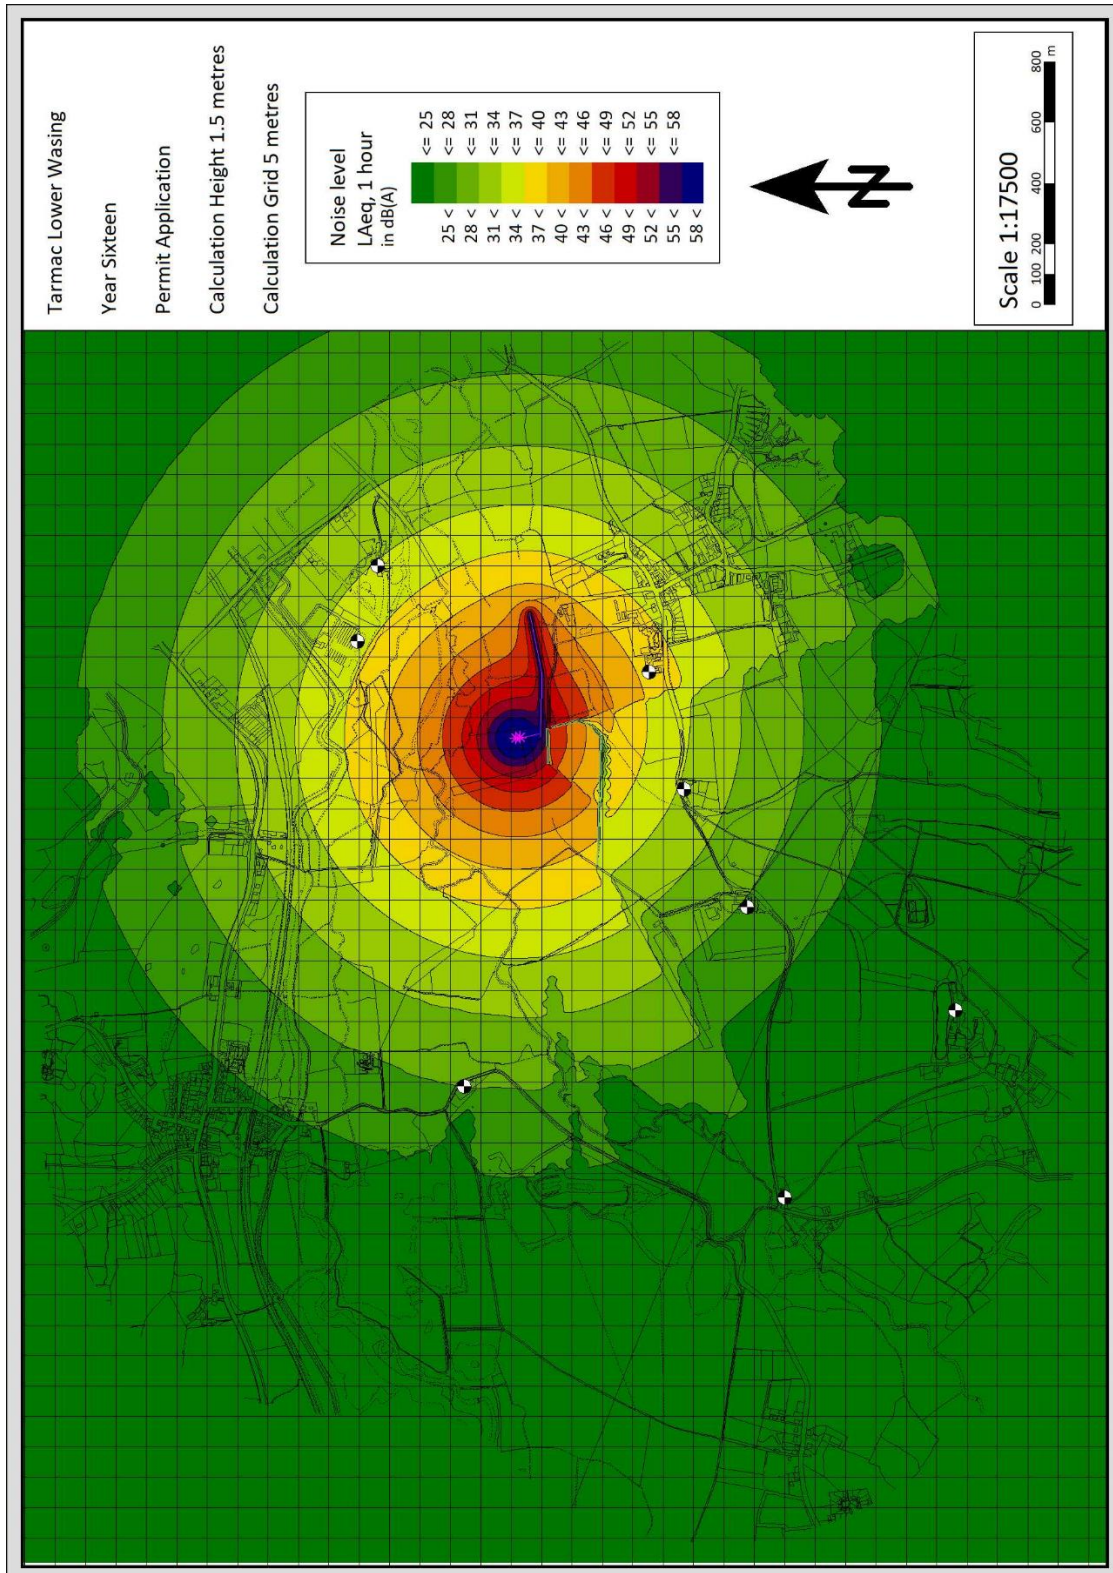 Tarmac Lower Wasing
Year Sixteen
Permit Application
Calculation Height 1.5 metres
Calculation Grid 5 metres
Noise level
LAeq, 1 hour
in dB(A)
<= 25
25 < <= 28
28 < <= 31
31 < <= 34
34 < <= 37
37 < <= 40
40 < <= 43
43 < <= 46
46 < <= 49
49 < <= 52
52 < <= 55
55 < <= 58
58 <
N
Scale 1:17500
0 100 200 400 600 800 m